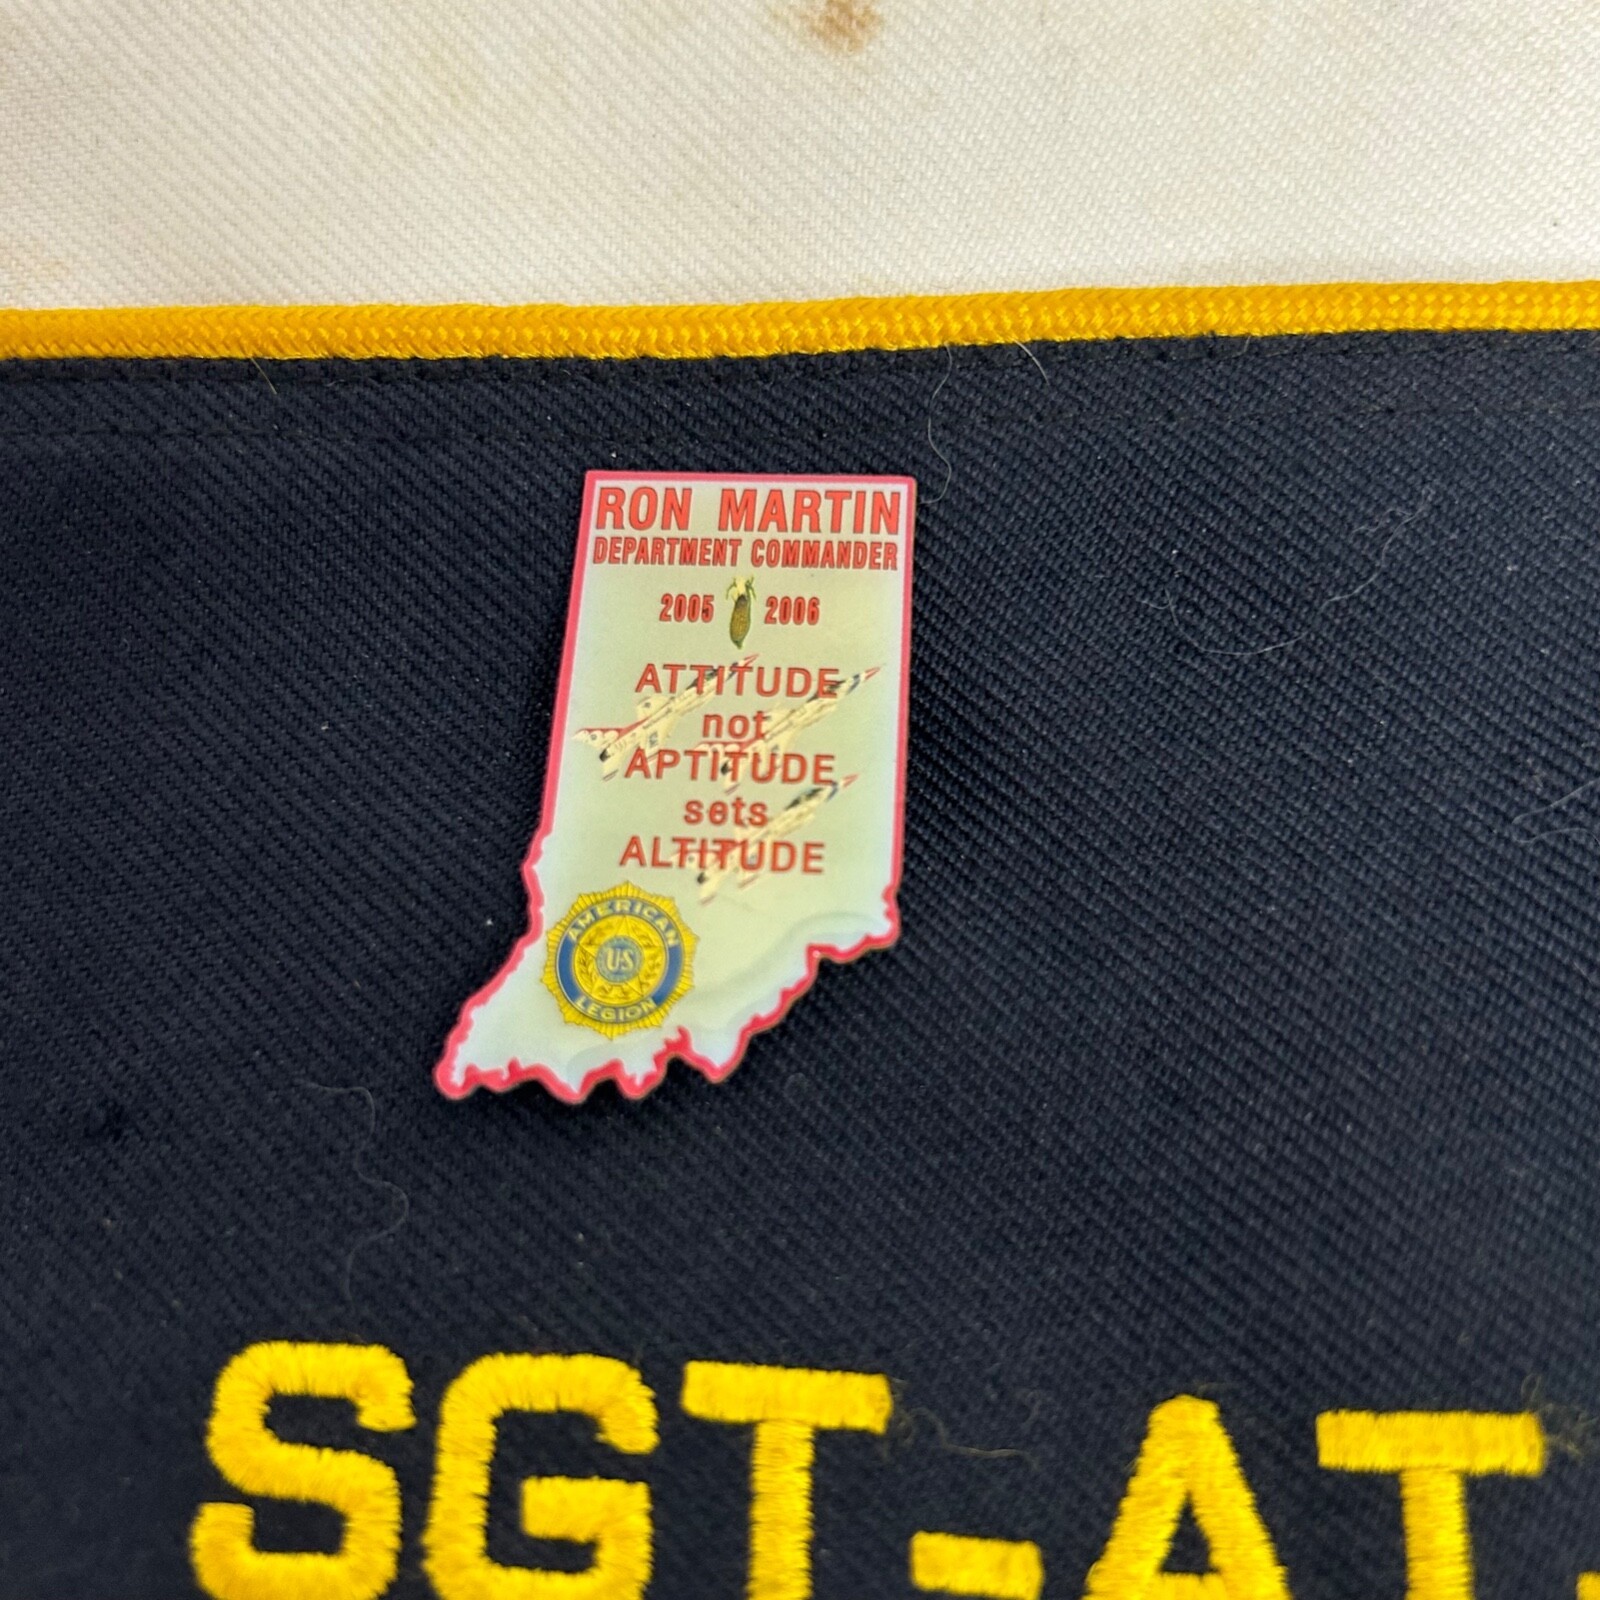 RON MARTIN
DEPARTMENT COMMANDER
2005 2006
ATTITUDE
not
APTITUDE
sets
ALTITUDE
AMERICAN
US
LEGION
SGT-AT-